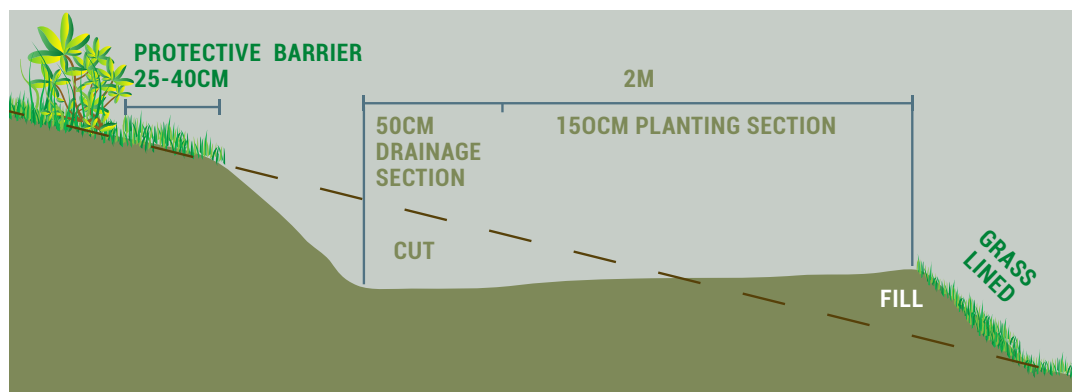 PROTECTIVE BARRIER
25-40CM
2M
50CM
DRAINAGE
SECTION
150CM PLANTING SECTION
CUT
GRASS
LINED
FILL